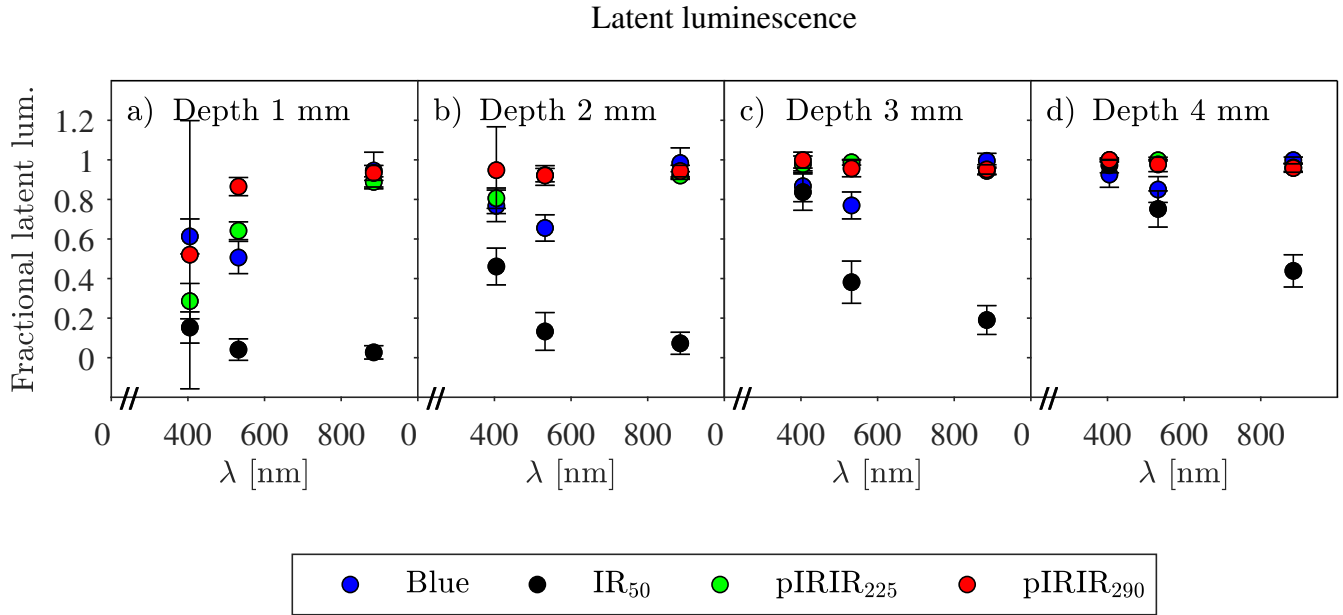 Latent luminescence
Fractional latent lum.
a) Depth 1 mm
b) Depth 2 mm
c) Depth 3 mm
d) Depth 4 mm
1.2
1
0.8
0.6
0.4
0.2
0
0 400 600 800 0 400 600 800 0 400 600 800 0 400 600 800
λ [nm] λ [nm] λ [nm] λ [nm]
Blue IR₅₀ pIRIR₂₂₅ pIRIR₂₉₀